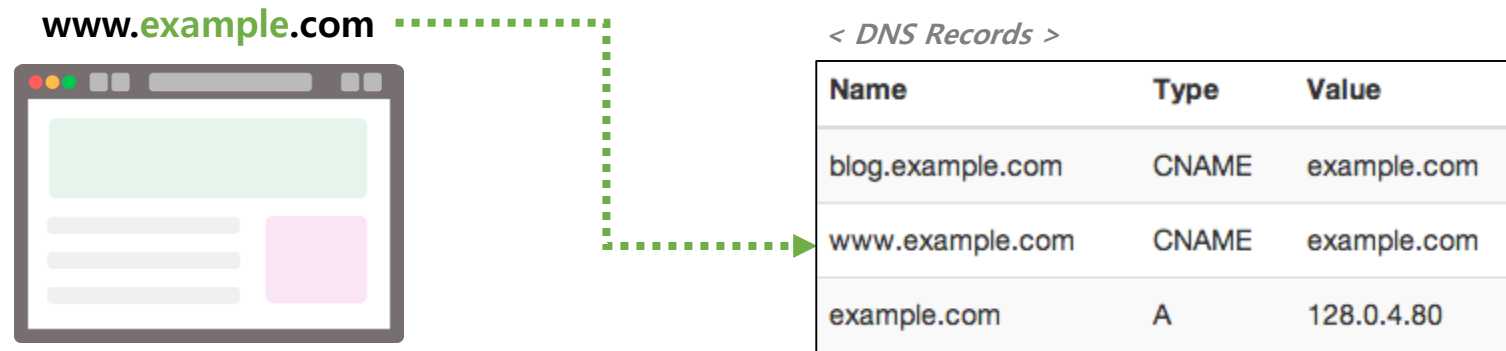 www.example.com
< DNS Records >
Name Type Value
blog.example.com CNAME example.com
www.example.com CNAME example.com
example.com A 128.0.4.80